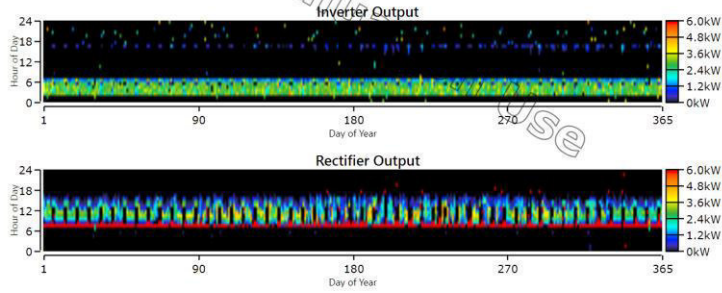 Inverter Output
Hour of Day
24
18
12
6
0
1
90
180
270
365
Day of Year
6.0kW
4.8kW
3.6kW
2.4kW
1.2kW
0kW
Use
Rectifier Output
Hour of Day
24
18
12
6
0
1
90
180
270
365
Day of Year
6.0kW
4.8kW
3.6kW
2.4kW
1.2kW
0kW